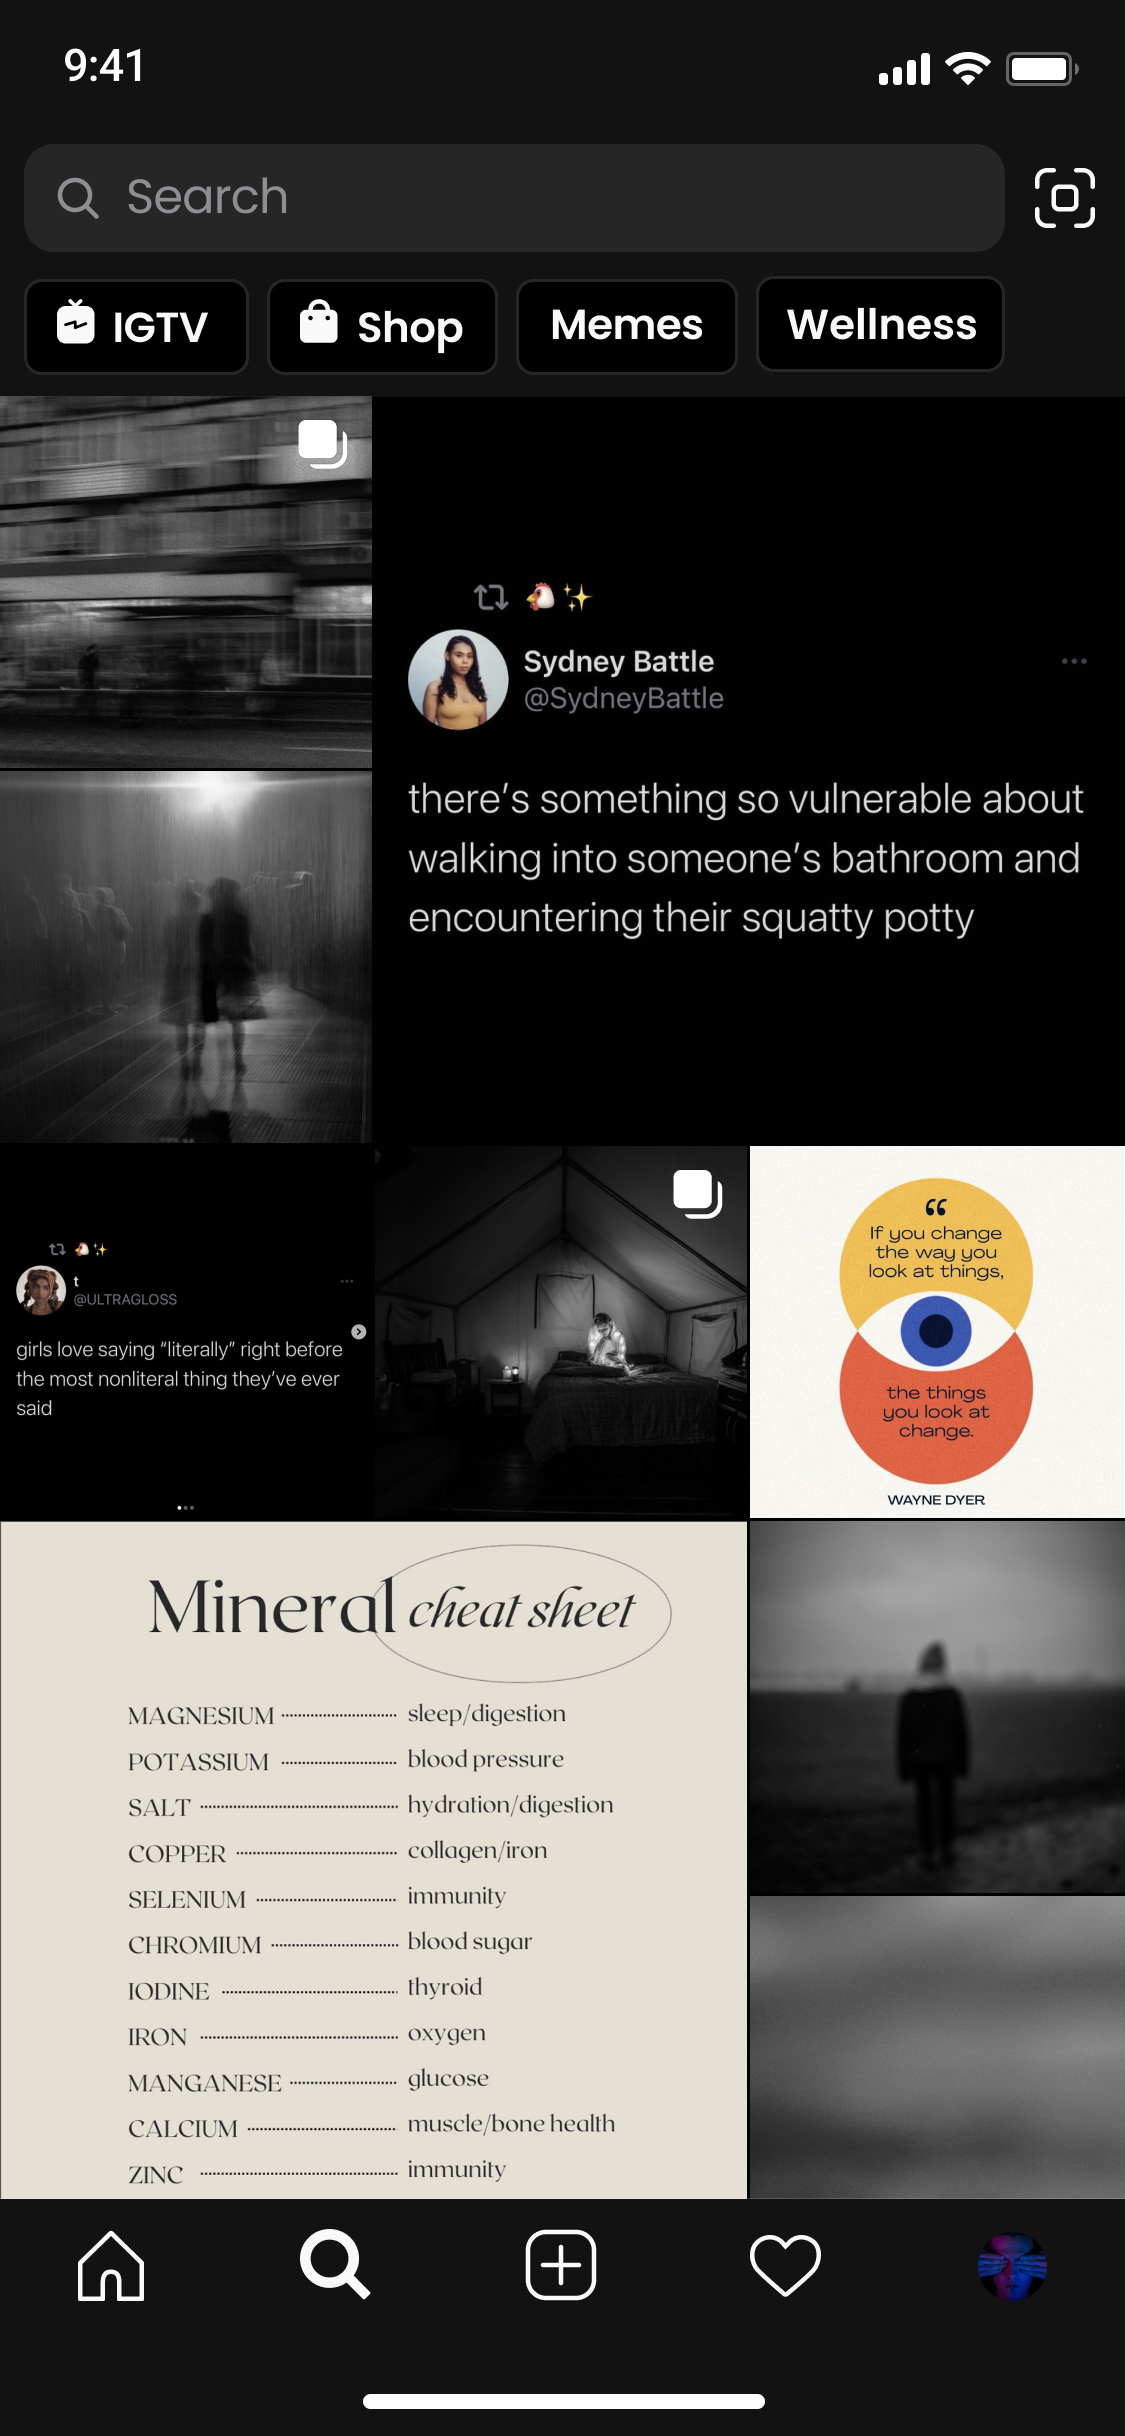 9:41
Search
IGTV
Shop
Memes
Wellness
Sydney Battle
@SydneyBattle
there’s something so vulnerable about
walking into someone’s bathroom and
encountering their squatty potty
t
@ULTRAGLOSS
girls love saying “literally” right before
the most nonliteral thing they’ve ever
said
“
If you change
the way you
look at things,
the things
you look at
change.
WAYNE DYER
Mineral cheat sheet
MAGNESIUM sleep/digestion
POTASSIUM blood pressure
SALT hydration/digestion
COPPER collagen/iron
SELENIUM immunity
CHROMIUM blood sugar
IODINE thyroid
IRON oxygen
MANGANESE glucose
CALCIUM muscle/bone health
ZINC immunity